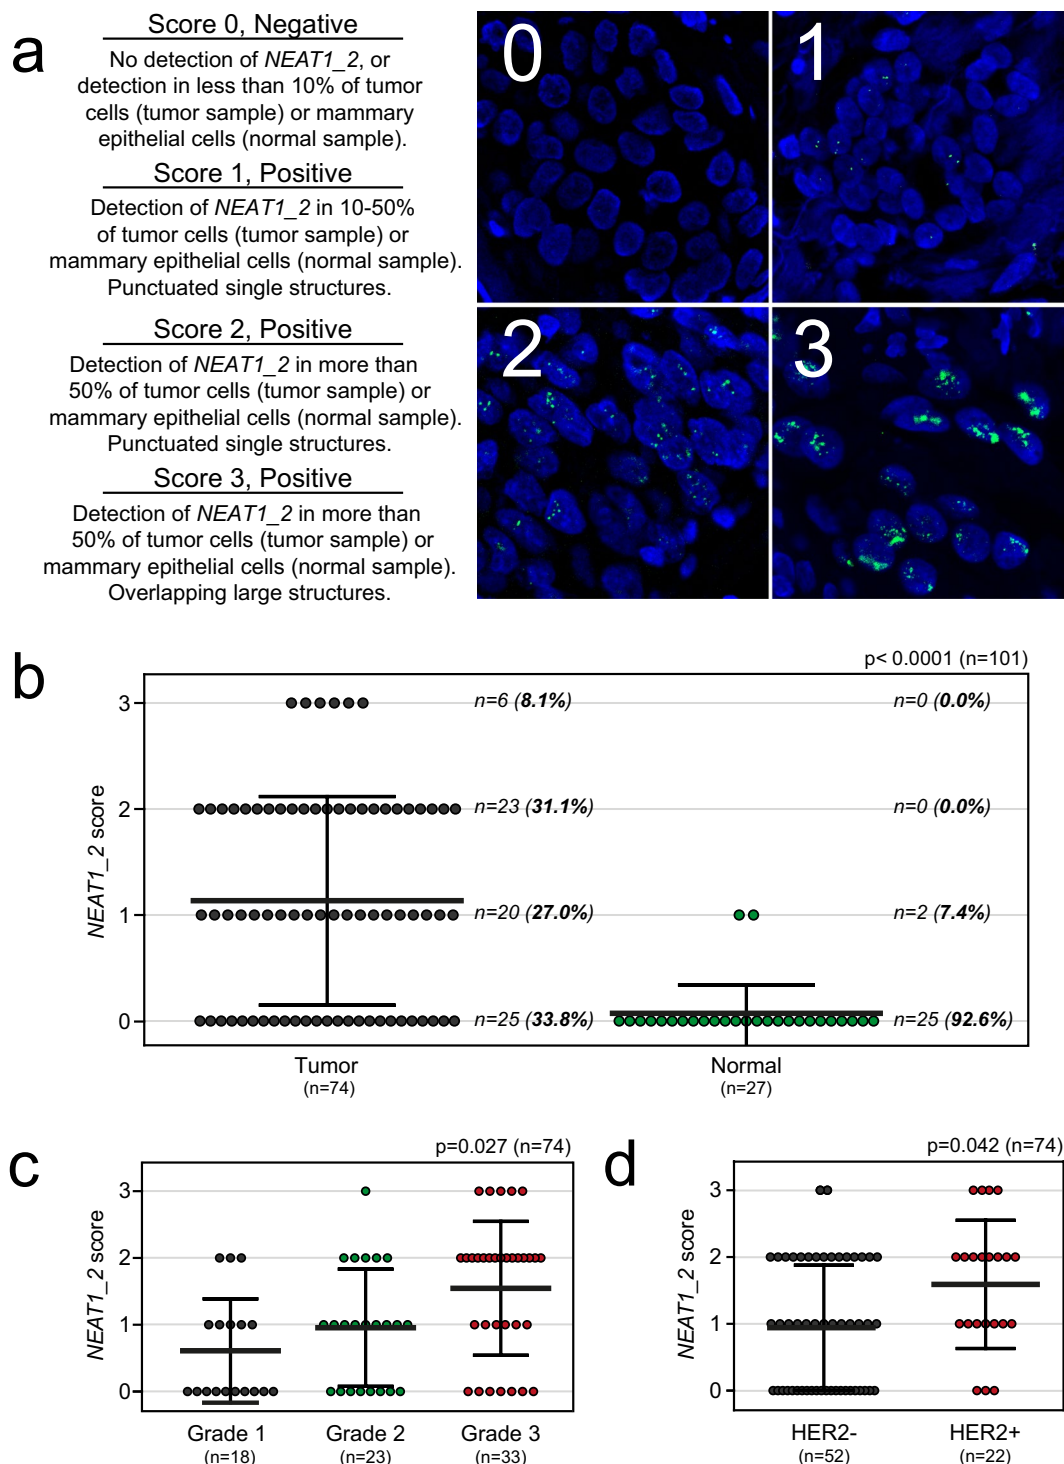 a
Score 0, Negative
No detection of NEAT1_2, or
detection in less than 10% of tumor
cells (tumor sample) or mammary
epithelial cells (normal sample).
Score 1, Positive
Detection of NEAT1_2 in 10-50%
of tumor cells (tumor sample) or
mammary epithelial cells (normal sample).
Punctuated single structures.
Score 2, Positive
Detection of NEAT1_2 in more than
50% of tumor cells (tumor sample) or
mammary epithelial cells (normal sample).
Punctuated single structures.
Score 3, Positive
Detection of NEAT1_2 in more than
50% of tumor cells (tumor sample) or
mammary epithelial cells (normal sample).
Overlapping large structures.
0
1
2
3
b
p< 0.0001 (n=101)
NEAT1_2 score
3
n=6 (8.1%)
n=0 (0.0%)
2
n=23 (31.1%)
n=0 (0.0%)
1
n=20 (27.0%)
n=2 (7.4%)
0
n=25 (33.8%)
n=25 (92.6%)
Tumor
(n=74)
Normal
(n=27)
c
p=0.027 (n=74)
NEAT1_2 score
3
2
1
0
Grade 1
(n=18)
Grade 2
(n=23)
Grade 3
(n=33)
d
p=0.042 (n=74)
NEAT1_2 score
3
2
1
0
HER2-
(n=52)
HER2+
(n=22)